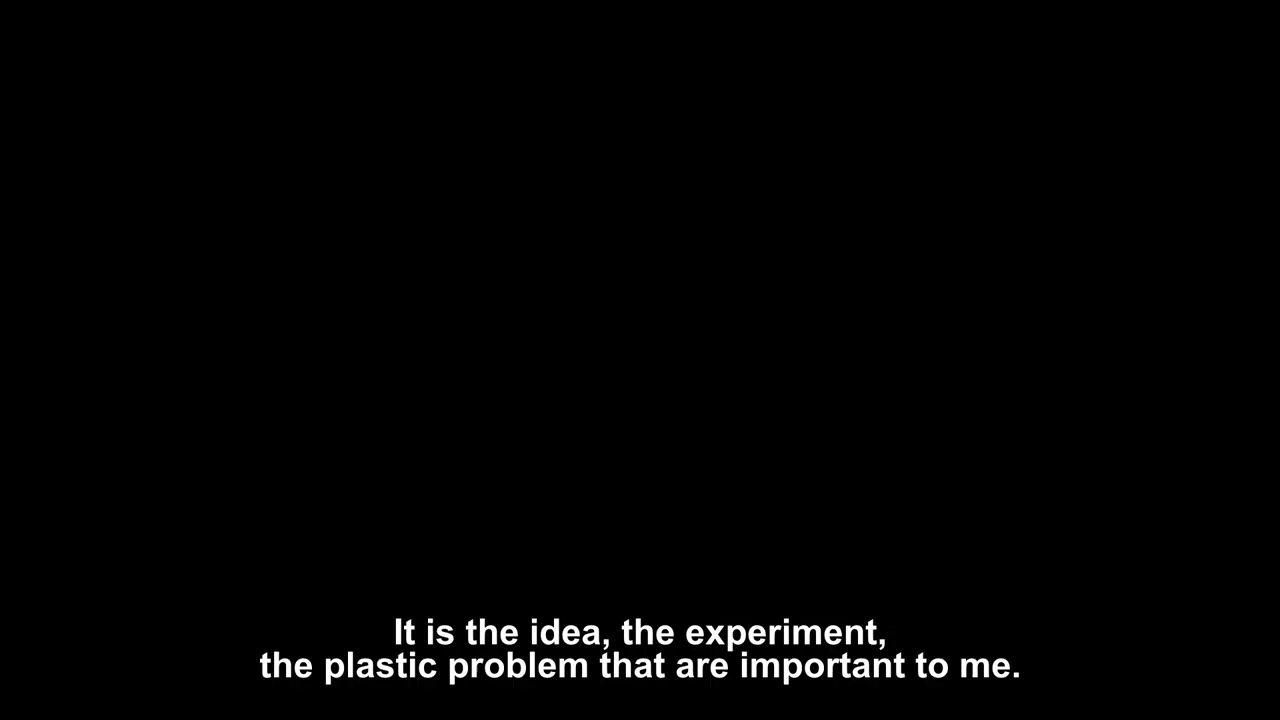 It is the idea, the experiment,
the plastic problem that are important to me.